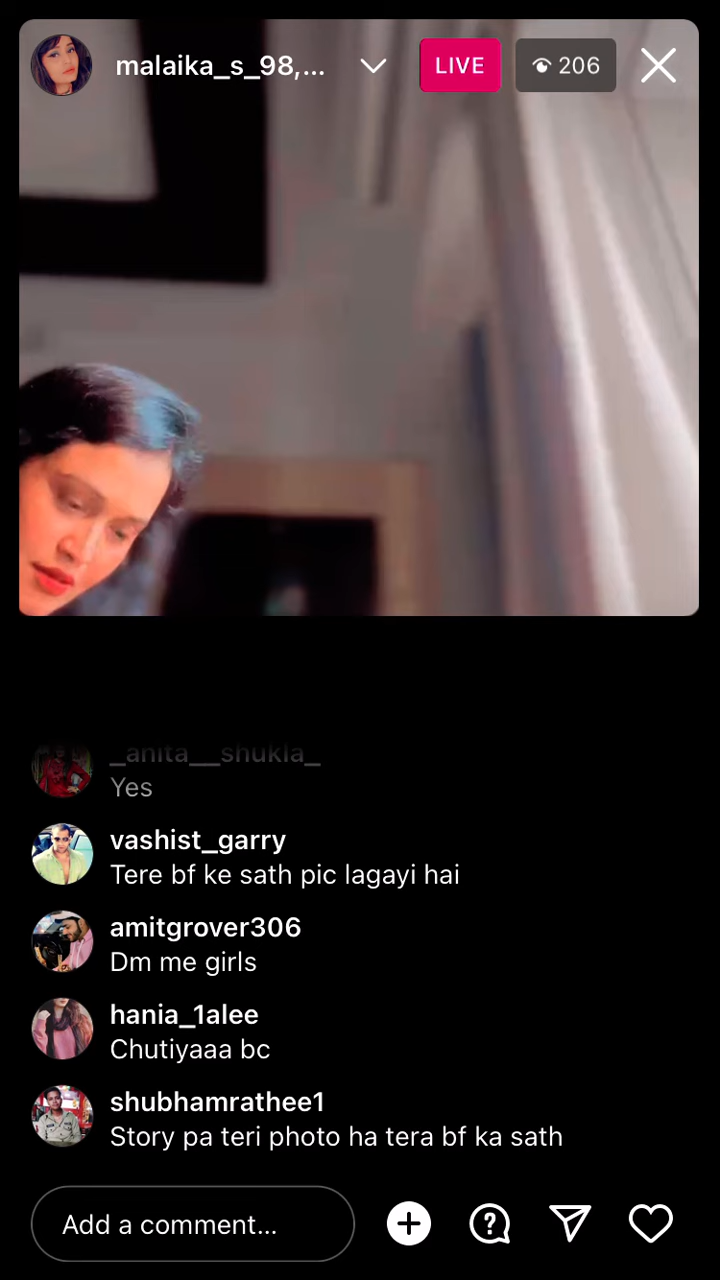 malaika_s_98,...
LIVE
206
_anita__shukla_
Yes
vashist_garry
Tere bf ke sath pic lagayi hai
amitgrover306
Dm me girls
hania_1alee
Chutiyaaa bc
shubhamrathee1
Story pa teri photo ha tera bf ka sath
Add a comment...